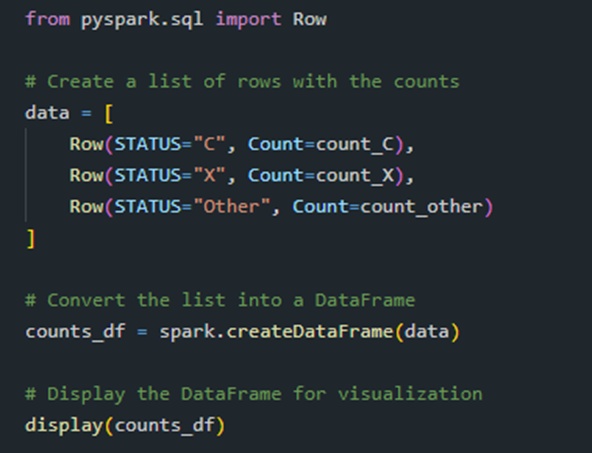 from pyspark.sql import Row
# Create a list of rows with the counts
data = [
Row(STATUS="C", Count=count_C),
Row(STATUS="X", Count=count_X),
Row(STATUS="Other", Count=count_other)
]
# Convert the list into a DataFrame
counts_df = spark.createDataFrame(data)
# Display the DataFrame for visualization
display(counts_df)